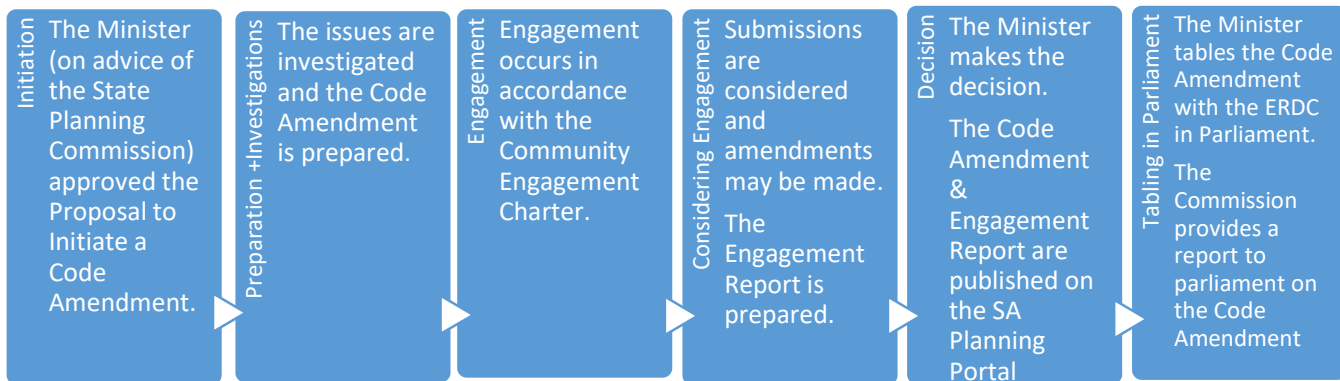 Initiation
The Minister
(on advice of
the State
Planning
Commission)
approved the
Proposal to
Initiate a
Code
Amendment.
Preparation +Investigations
The issues are
investigated
and the Code
Amendment
is prepared.
Engagement
Engagement
occurs in
accordance
with the
Community
Engagement
Charter.
Considering Engagement
Submissions
are
considered
and
amendments
may be made.
The
Engagement
Report is
prepared.
Decision
The Minister
makes the
decision.
The Code
Amendment
&
Engagement
Report are
published on
the SA
Planning
Portal
Tabling in Parliament
The Minister
tables the Code
Amendment
with the ERDC
in Parliament.
The
Commission
provides a
report to
parliament on
the Code
Amendment